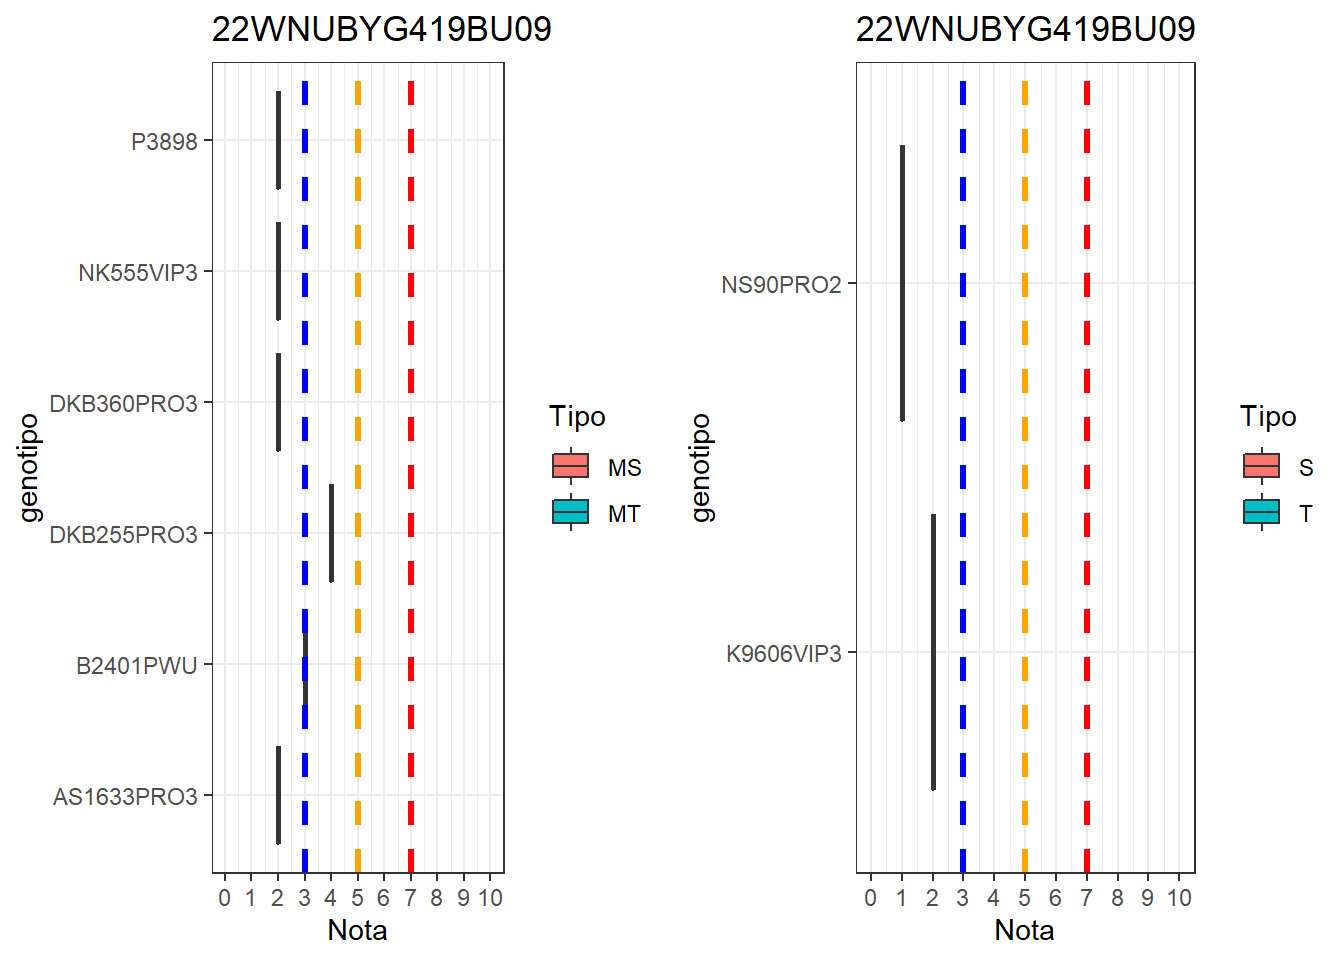 22WNUBYG419BU09
P3898
NK555VIP3
DKB360PRO3
DKB255PRO3
B2401PWU
AS1633PRO3
genotipo
0 1 2 3 4 5 6 7 8 9 10
Nota
Tipo
MS
MT
22WNUBYG419BU09
NS90PRO2
K9606VIP3
genotipo
0 1 2 3 4 5 6 7 8 9 10
Nota
Tipo
S
T